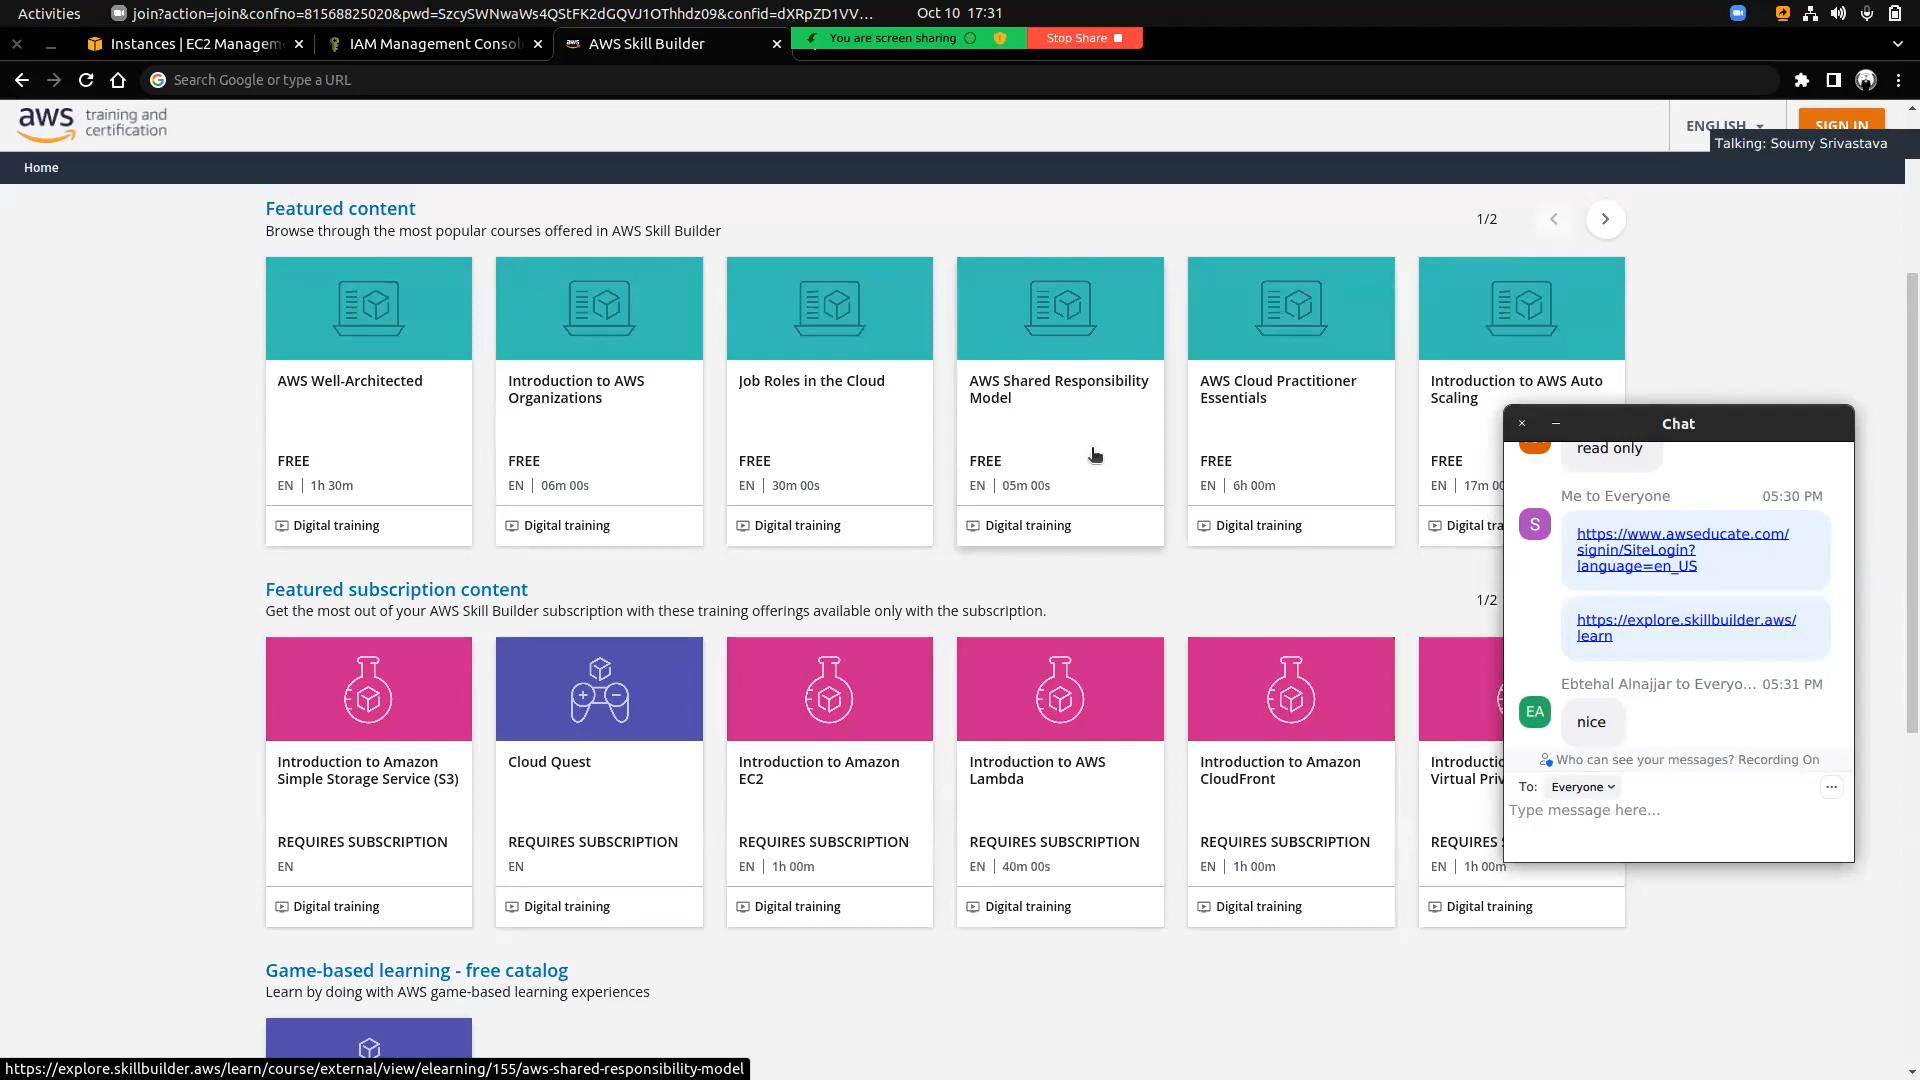 Activities
join?action=join&confno=81568825020&pwd=SzcySWNwaWs4QStFK2dGQVJ1OThhdz09&confid=dXRpZD1VV…
Oct 10 17:31
Instances | EC2 Managem
IAM Management Consol
AWS Skill Builder
You are screen sharing
Stop Share
Search Google or type a URL
aws training and certification
ENGLISH
SIGN IN
Talking: Soumy Srivastava
Home
Featured content
Browse through the most popular courses offered in AWS Skill Builder
1/2
AWS Well-Architected
FREE
EN | 1h 30m
Digital training
Introduction to AWS
Organizations
FREE
EN | 06m 00s
Digital training
Job Roles in the Cloud
FREE
EN | 30m 00s
Digital training
AWS Shared Responsibility
Model
FREE
EN | 05m 00s
Digital training
AWS Cloud Practitioner
Essentials
FREE
EN | 6h 00m
Digital training
Introduction to AWS Auto
Scaling
FREE
EN | 17m 00
Digital tra
Featured subscription content
Get the most out of your AWS Skill Builder subscription with these training offerings available only with the subscription.
1/2
Introduction to Amazon
Simple Storage Service (S3)
REQUIRES SUBSCRIPTION
EN
Digital training
Cloud Quest
REQUIRES SUBSCRIPTION
EN
Digital training
Introduction to Amazon
EC2
REQUIRES SUBSCRIPTION
EN | 1h 00m
Digital training
Introduction to AWS
Lambda
REQUIRES SUBSCRIPTION
EN | 40m 00s
Digital training
Introduction to Amazon
CloudFront
REQUIRES SUBSCRIPTION
EN | 1h 00m
Digital training
Introductic
Virtual Priv
REQUIRES SU
EN | 1h 00m
Digital training
Game-based learning - free catalog
Learn by doing with AWS game-based learning experiences
Chat
read only
Me to Everyone 05:30 PM
S
https://www.awseducate.com/
signin/SiteLogin?
language=en_US
https://explore.skillbuilder.aws/
learn
Ebtehal Alnajjar to Everyo... 05:31 PM
EA
nice
Who can see your messages? Recording On
To: Everyone
Type message here...
https://explore.skillbuilder.aws/learn/course/external/view/elearning/155/aws-shared-responsibility-model